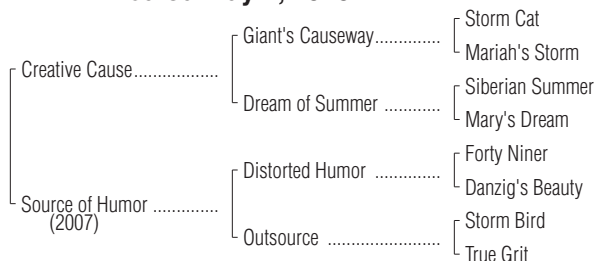 Storm Cat
Giant's Causeway..............
Mariah's Storm
Creative Cause..................
Siberian Summer
Dream of Summer ............
Mary's Dream
Forty Niner
Distorted Humor ..............
Danzig's Beauty
Source of Humor ..............
(2007)
Storm Bird
Outsource ........................
True Grit